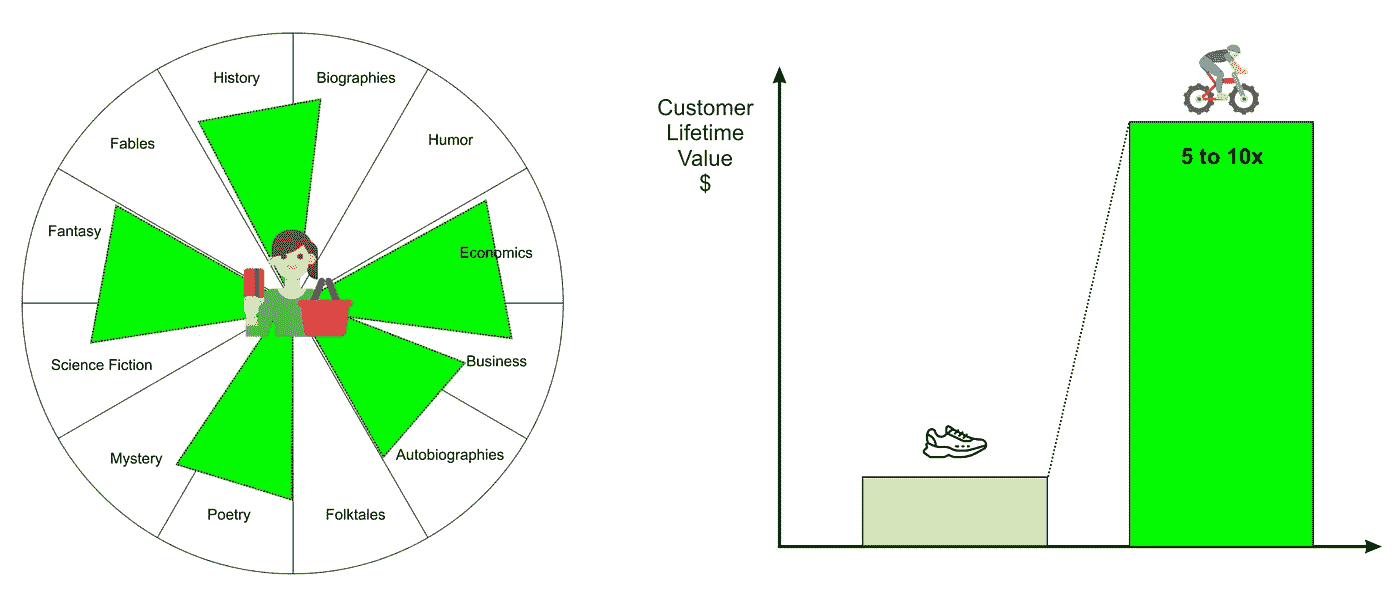 History
Biographies
Fables
Humor
Fantasy
Economics
Science Fiction
Business
Mystery
Autobiographies
Poetry
Folktales
Customer
Lifetime
Value
$
5 to 10x